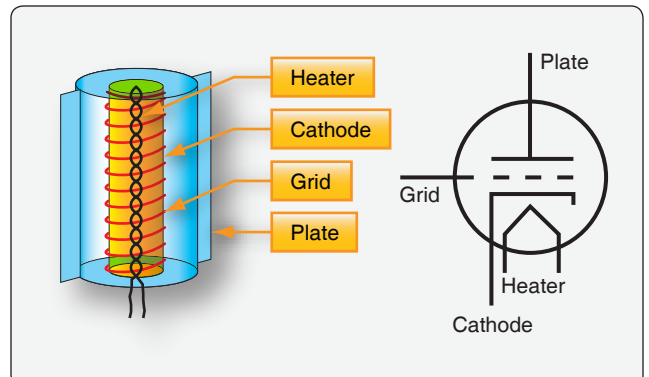 Heater
Cathode
Grid
Plate
Plate
Grid
Heater
Cathode